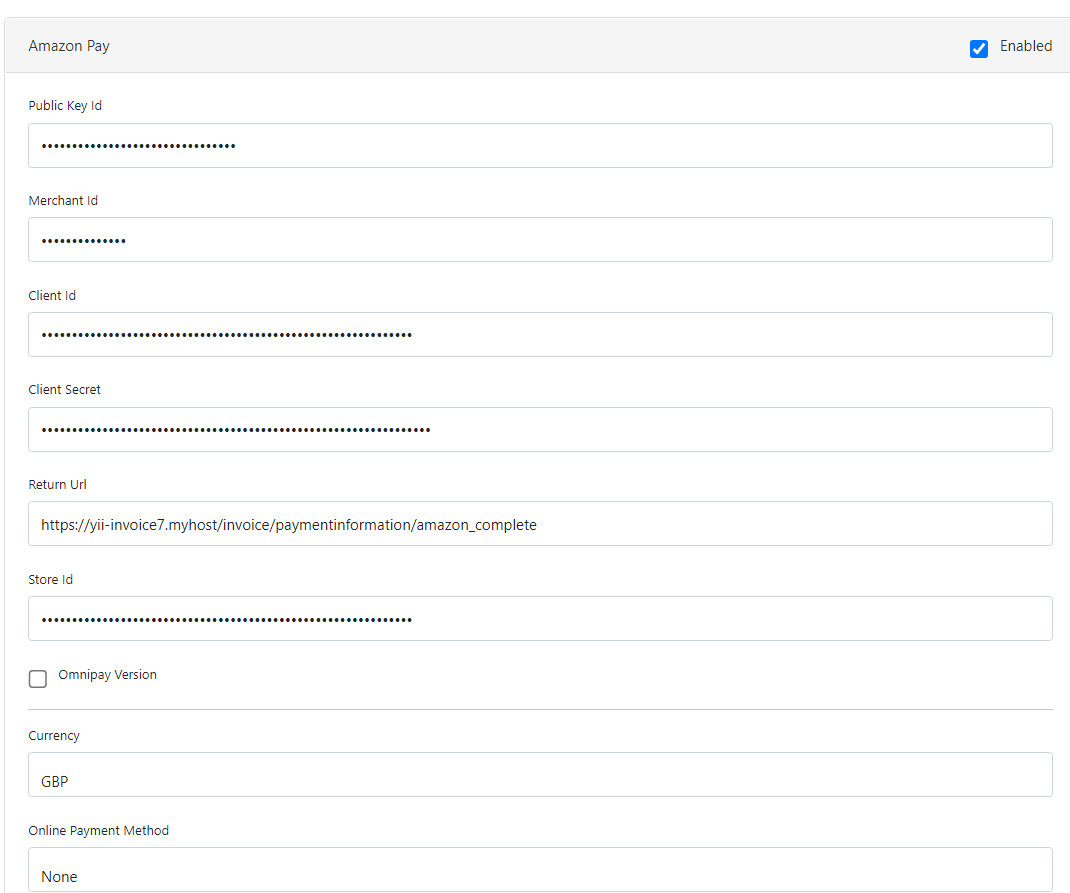 Amazon Pay
Enabled
Public Key Id
••••••••••••••••••••••••••••••••
Merchant Id
••••••••••••••
Client Id
•••••••••••••••••••••••••••••••••••••••••••••••••••••••••••••
Client Secret
••••••••••••••••••••••••••••••••••••••••••••••••••••••••••••••••
Return Url
https://yii-invoice7.myhost/invoice/paymentinformation/amazon_complete
Store Id
•••••••••••••••••••••••••••••••••••••••••••••••••••••••••••••
Omnipay Version
Currency
GBP
Online Payment Method
None